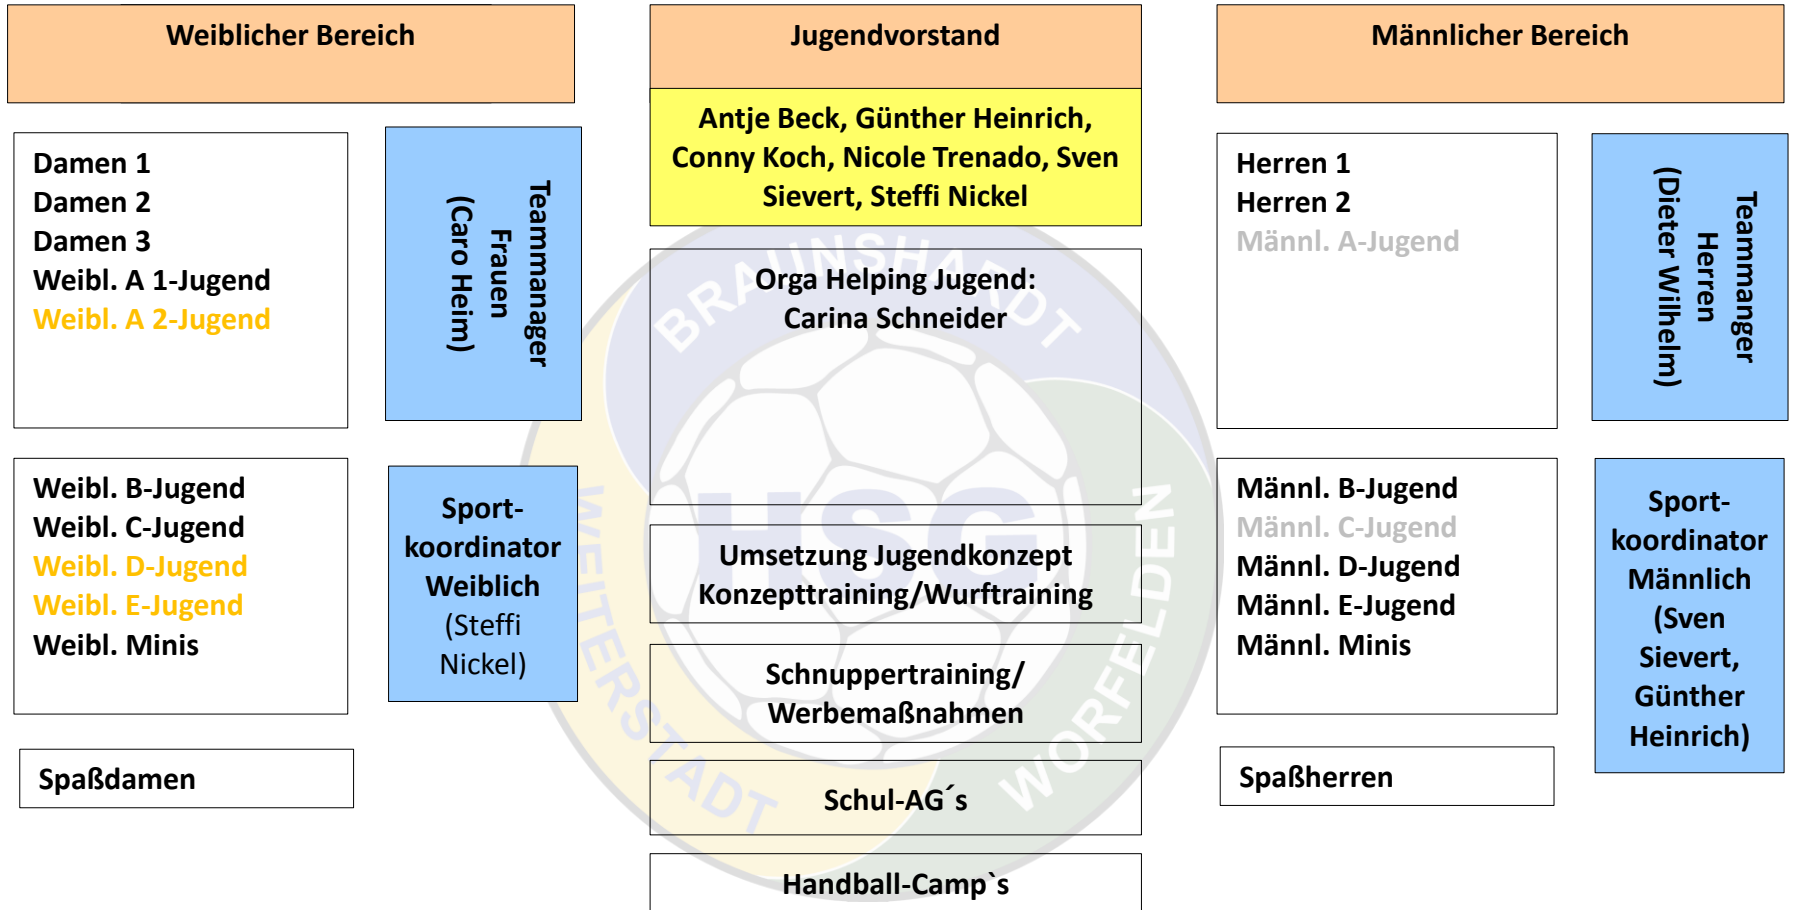 Weiblicher Bereich
Damen 1
Damen 2
Damen 3
Weibl. A 1-Jugend
Weibl. A 2-Jugend
Teammanager
Frauen
(Caro Heim)
Weibl. B-Jugend
Weibl. C-Jugend
Weibl. D-Jugend
Weibl. E-Jugend
Weibl. Minis
Sport-
koordinator
Weiblich
(Steffi
Nickel)
Spaßdamen
Jugendvorstand
Antje Beck, Günther Heinrich,
Conny Koch, Nicole Trenado, Sven
Sievert, Steffi Nickel
Orga Helping Jugend:
Carina Schneider
Umsetzung Jugendkonzept
Konzepttraining/Wurftraining
Schnuppertraining/
Werbemaßnahmen
Schul-AG´s
Handball-Camp`s
Männlicher Bereich
Herren 1
Herren 2
Männl. A-Jugend
Teammanger
Herren
(Dieter Wilhelm)
Männl. B-Jugend
Männl. C-Jugend
Männl. D-Jugend
Männl. E-Jugend
Männl. Minis
Sport-
koordinator
Männlich
(Sven
Sievert,
Günther
Heinrich)
Spaßherren
BRAUNSHARDT
HSG
WEITERSTADT
WORFELDEN